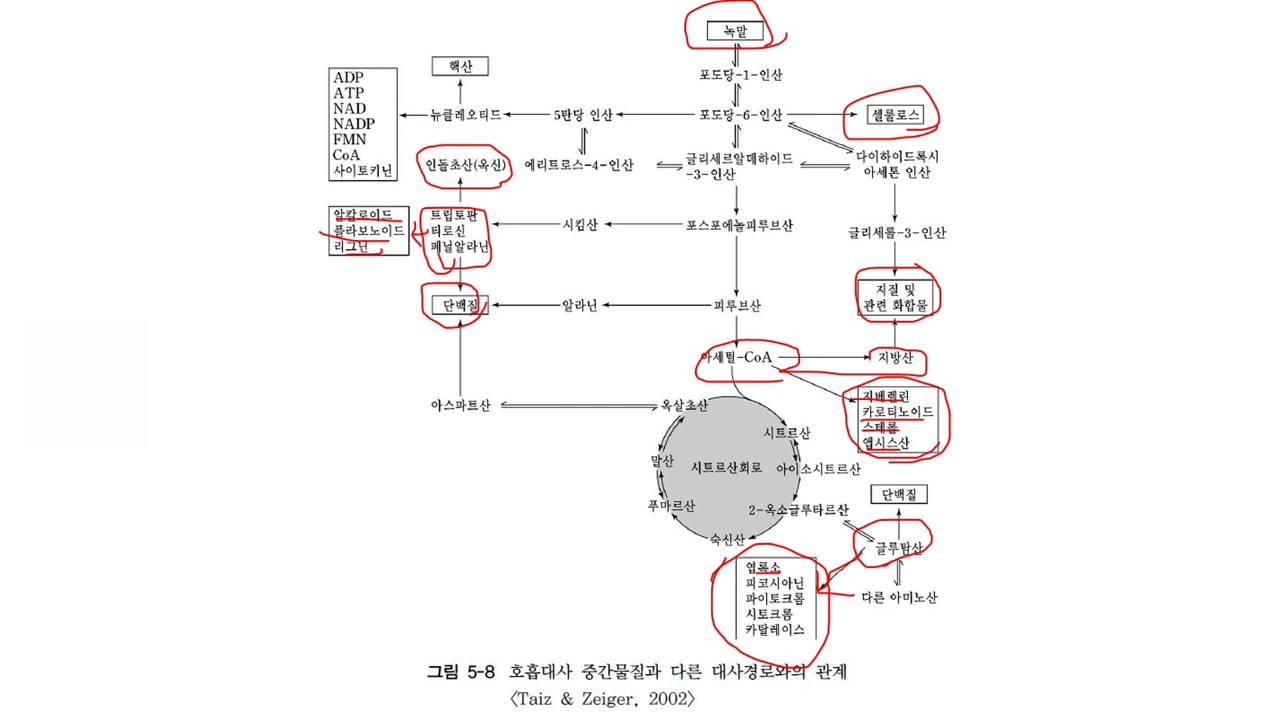 녹말
포도당-1-인산
핵산
ADP
ATP
NAD
NADP
FMN
CoA
사이토키닌
뉴클레오티드
5탄당 인산
포도당-6-인산
셀룰로스
인돌초산(옥신)
에리트로스-4-인산
글리세르알데하이드
-3-인산
다이하이드록시
아세톤 인산
알칼로이드
플라보노이드
리그닌
트립토판
티로신
페닐알라닌
시킴산
포스포에놀피루브산
글리세롤-3-인산
단백질
알라닌
피루브산
지질 및
관련 화합물
아세틸-CoA
지방산
지베렐린
카로티노이드
스테롤
앱시스산
아스파트산
옥살초산
시트르산
말산
시트르산회로
아이소시트르산
푸마르산
2-옥소글루타르산
숙신산
단백질
글루탐산
다른 아미노산
엽록소
피코시아닌
파이토크롬
시토크롬
카탈레이스
그림 5-8 호흡대사 중간물질과 다른 대사경로와의 관계
〈Taiz & Zeiger, 2002〉